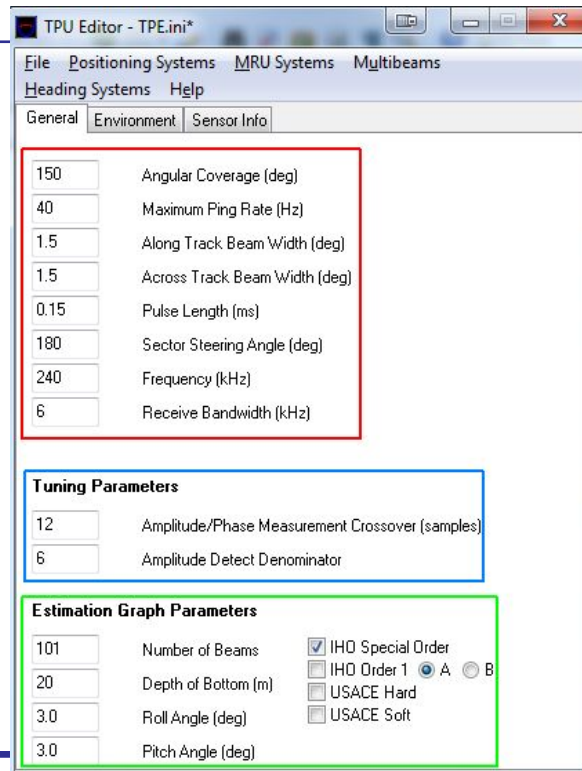 TPU Editor - TPE.ini*
File Positioning Systems MRU Systems Multibeams
Heading Systems Help
General Environment Sensor Info
150 Angular Coverage (deg)
40 Maximum Ping Rate (Hz)
1.5 Along Track Beam Width (deg)
1.5 Across Track Beam Width (deg)
0.15 Pulse Length (ms)
180 Sector Steering Angle (deg)
240 Frequency (kHz)
6 Receive Bandwidth (kHz)
Tuning Parameters
12 Amplitude/Phase Measurement Crossover (samples)
6 Amplitude Detect Denominator
Estimation Graph Parameters
101 Number of Beams IHO Special Order
IHO Order 1 A B
20 Depth of Bottom (m) USACE Hard
3.0 Roll Angle (deg) USACE Soft
3.0 Pitch Angle (deg)